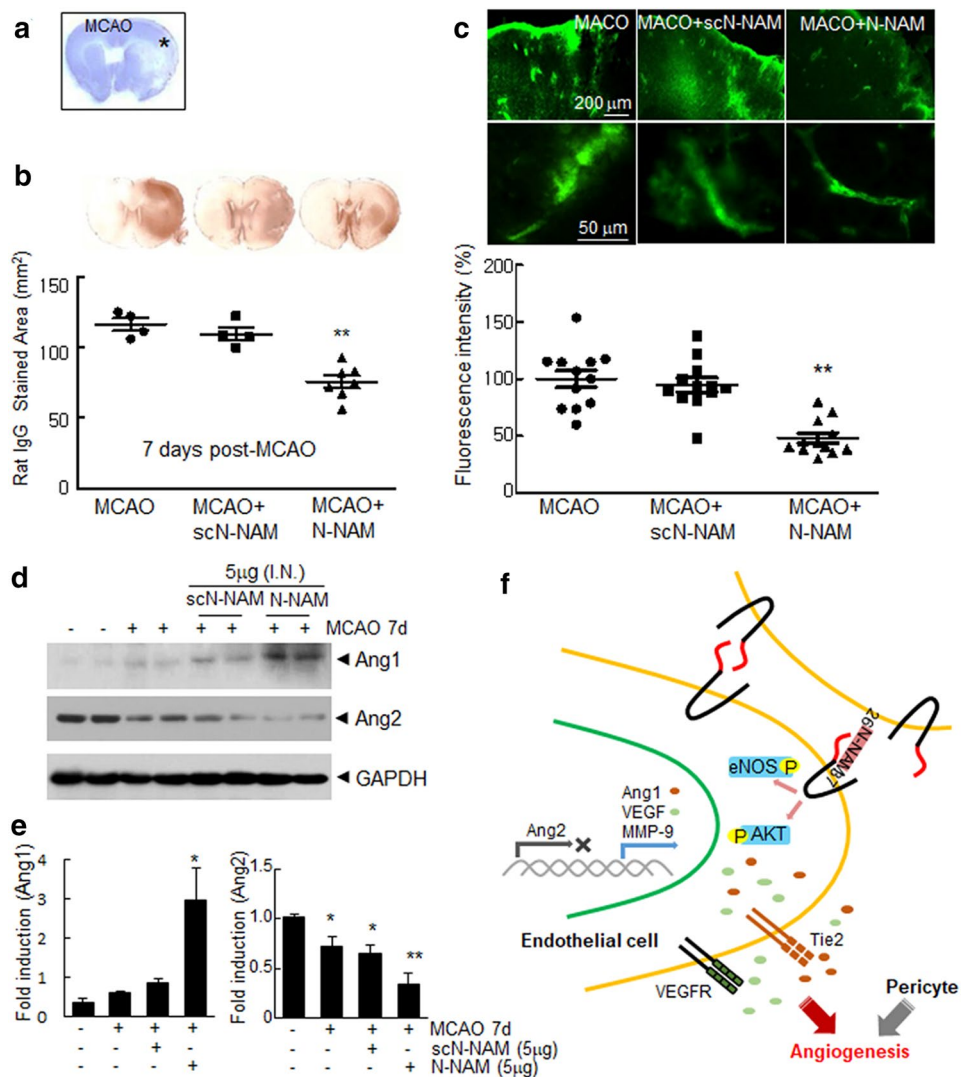 a
MCAO
*
b
Rat IgG Stained Area (mm²)
150
100
50
0
**
7 days post-MCAO
MCAO
MCAO+
scN-NAM
MCAO+
N-NAM
c
MACO
MACO+scN-NAM
MACO+N-NAM
200 μm
50 μm
Fluorescence intensity (%)
200
150
100
50
0
**
MCAO
MCAO+
scN-NAM
MCAO+
N-NAM
d
5μg (I.N.)
scN-NAM N-NAM
- - + + + + + + MCAO 7d
Ang1
Ang2
GAPDH
e
Fold induction (Ang1)
4
3
2
1
0
*
- + + +
+
+
Fold induction (Ang2)
1.5
1.0
0.5
0
* * **
- + + + MCAO 7d
+ scN-NAM (5μg)
+ N-NAM (5μg)
f
26N-NAM87
eNOS P
P AKT
Ang1
VEGF
MMP-9
Ang2
Tie2
Endothelial cell
VEGFR
Pericyte
Angiogenesis